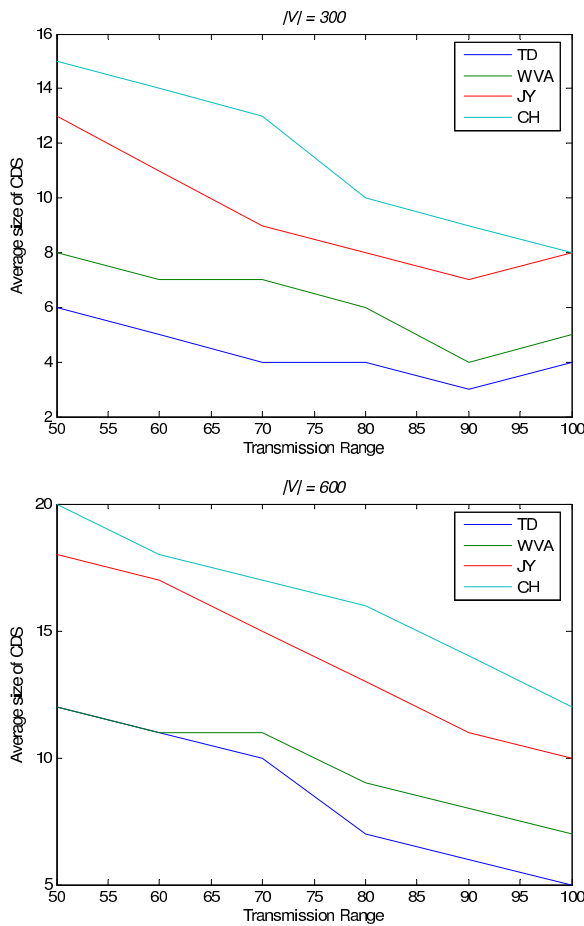 |V| = 300
16
14
12
10
8
6
4
2
Average size of CDS
TD
WVA
JY
CH
50 55 60 65 70 75 80 85 90 95 100
Transmission Range
|V| = 600
20
15
10
5
Average size of CDS
TD
WVA
JY
CH
50 55 60 65 70 75 80 85 90 95 100
Transmission Range